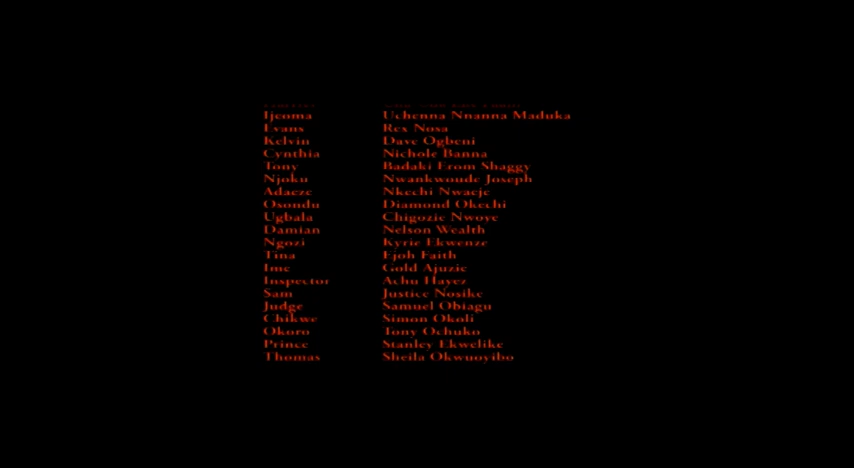 Ijeoma Uchenna Nnanna Maduka
Evans Rex Nosa
Kelvin Dave Ogbeni
Cynthia Nichole Banna
Tony Badaki From Shaggy
Njoku Nwankwoude Joseph
Adaeze Nkechi Nwaeje
Osondu Diamond Okechi
Ugbala Chigozie Nwoye
Damian Nelson Wealth
Ngozi Kyrie Ekwenze
Tina Ejoh Faith
Ime Gold Ajuzie
Inspector Achu Hayez
Sam Justice Nosike
Judge Samuel Obiagu
Chikwe Simon Okoli
Okoro Tony Ochuko
Prince Stanley Ekwelike
Thomas Sheila Okwuoyibo